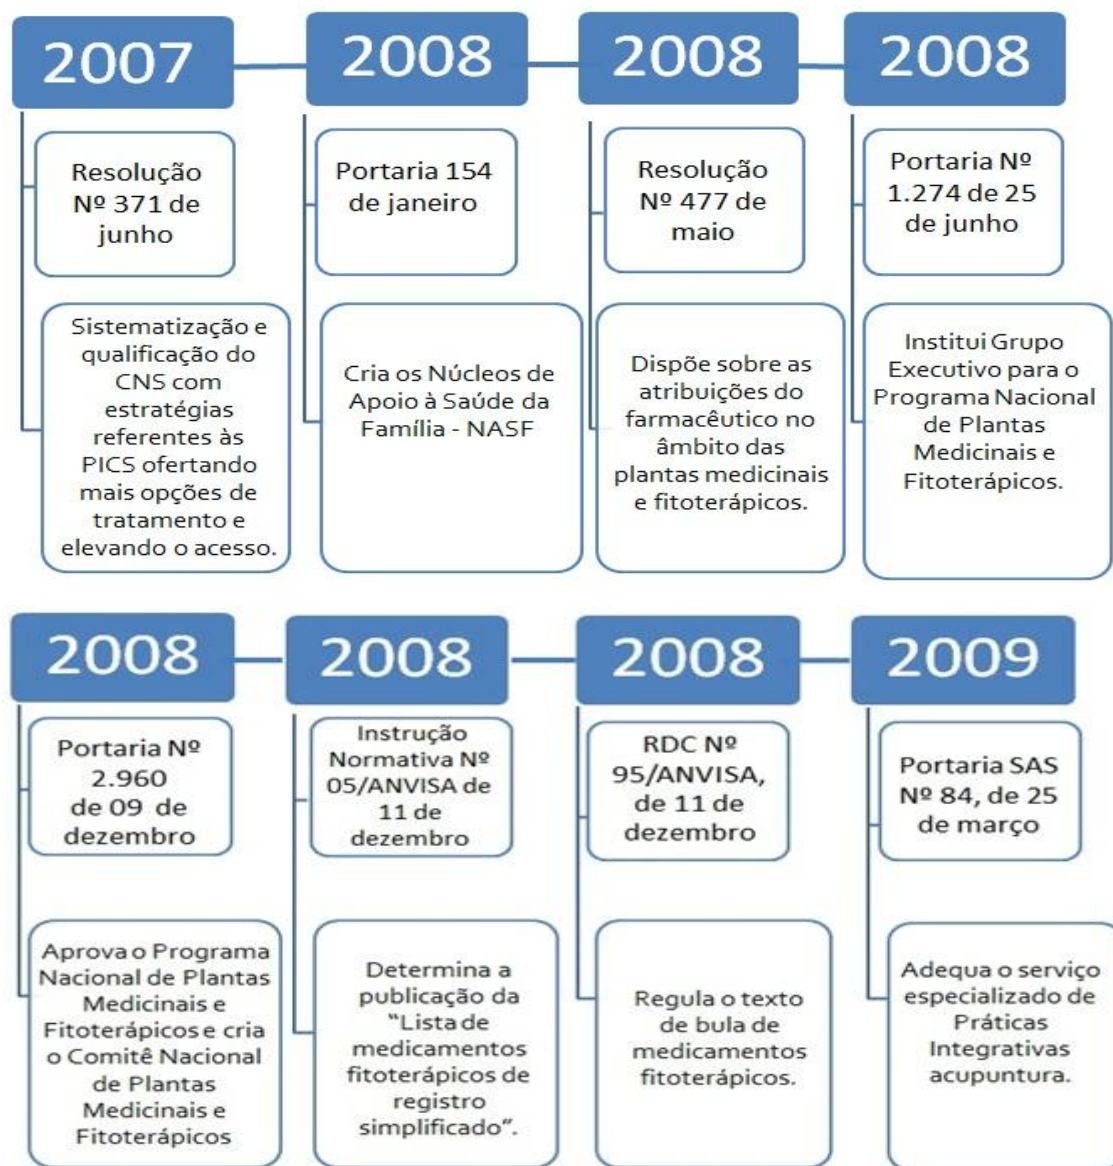 2007
2008
2008
2008
Resolução
Nº 371 de
junho
Portaria 154
de janeiro
Resolução
Nº 477 de
maio
Portaria Nº
1.274 de 25
de junho
Sistematização e
qualificação do
CNS com
estratégias
referentes às
PICS ofertando
mais opções de
tratamento e
elevando o acesso.
Cria os Núcleos de
Apoio à Saúde da
Família - NASF
Dispõe sobre as
atribuições do
farmacêutico no
âmbito das
plantas medicinais
e fitoterápicos.
Institui Grupo
Executivo para o
Programa Nacional
de Plantas
Medicinais e
Fitoterápicos.
2008
2008
2008
2009
Portaria Nº
2.960
de 09 de
dezembro
Instrução
Normativa Nº
05/ANVISA de
11 de
dezembro
RDC Nº
95/ANVISA,
de 11 de
dezembro
Portaria SAS
Nº 84, de 25
de março
Aprova o Programa
Nacional de Plantas
Medicinais e
Fitoterápicos e cria
o Comitê Nacional
de Plantas
Medicinais e
Fitoterápicos
Determina a
publicação da
“Lista de
medicamentos
fitoterápicos de
registro
simplificado”.
Regula o texto
de bula de
medicamentos
fitoterápicos.
Adequa o serviço
especializado de
Práticas
Integrativas
acupuntura.